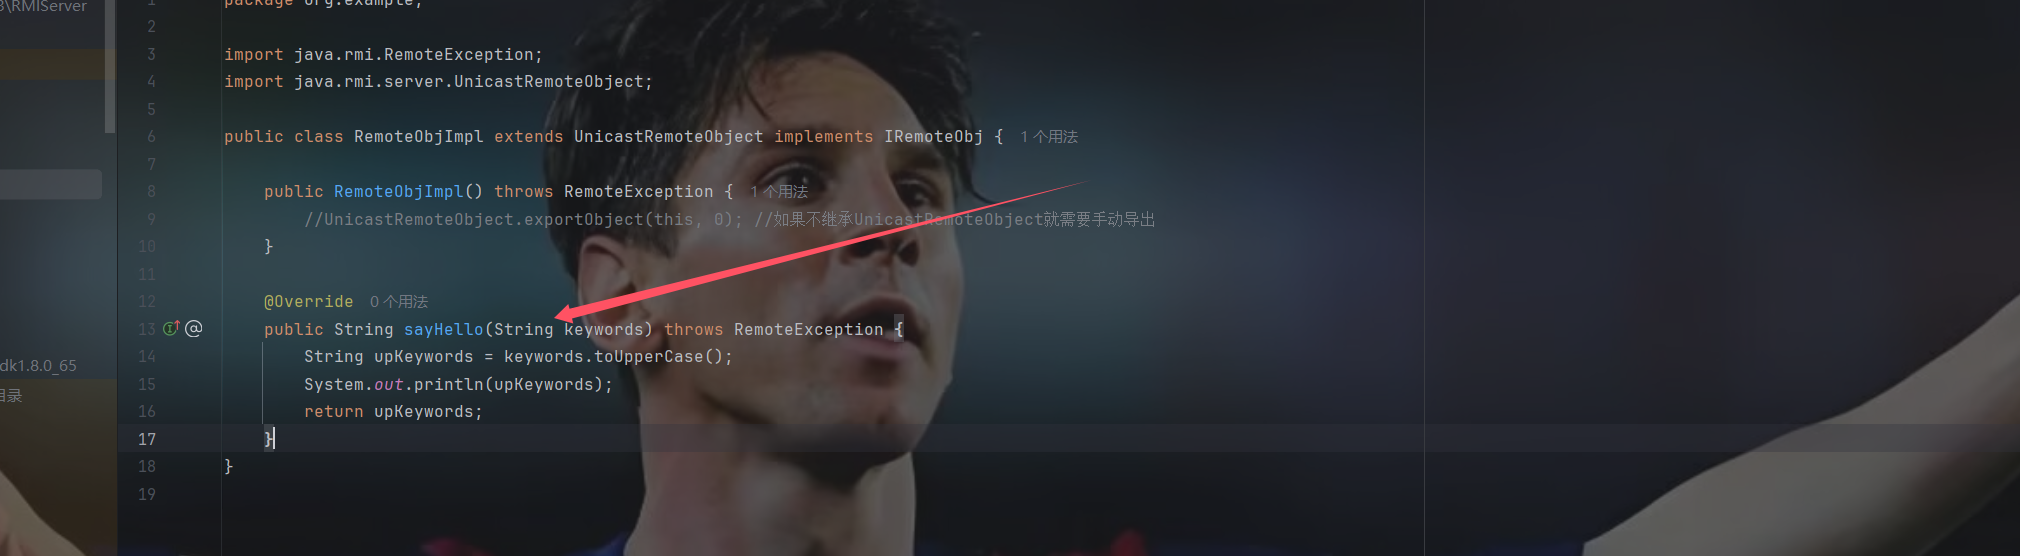 3\RMIServer
dk1.8.0_65
目录
1 package org.example;
2
3 import java.rmi.RemoteException;
4 import java.rmi.server.UnicastRemoteObject;
5
6 public class RemoteObjImpl extends UnicastRemoteObject implements IRemoteObj { 1 个用法
7
8 public RemoteObjImpl() throws RemoteException { 1 个用法
9 //UnicastRemoteObject.exportObject(this, 0); //如果不继承UnicastRemoteObject就需要手动导出
10 }
11
12 @Override 0 个用法
13 public String sayHello(String keywords) throws RemoteException {
14 String upKeywords = keywords.toUpperCase();
15 System.out.println(upKeywords);
16 return upKeywords;
17 }
18 }
19